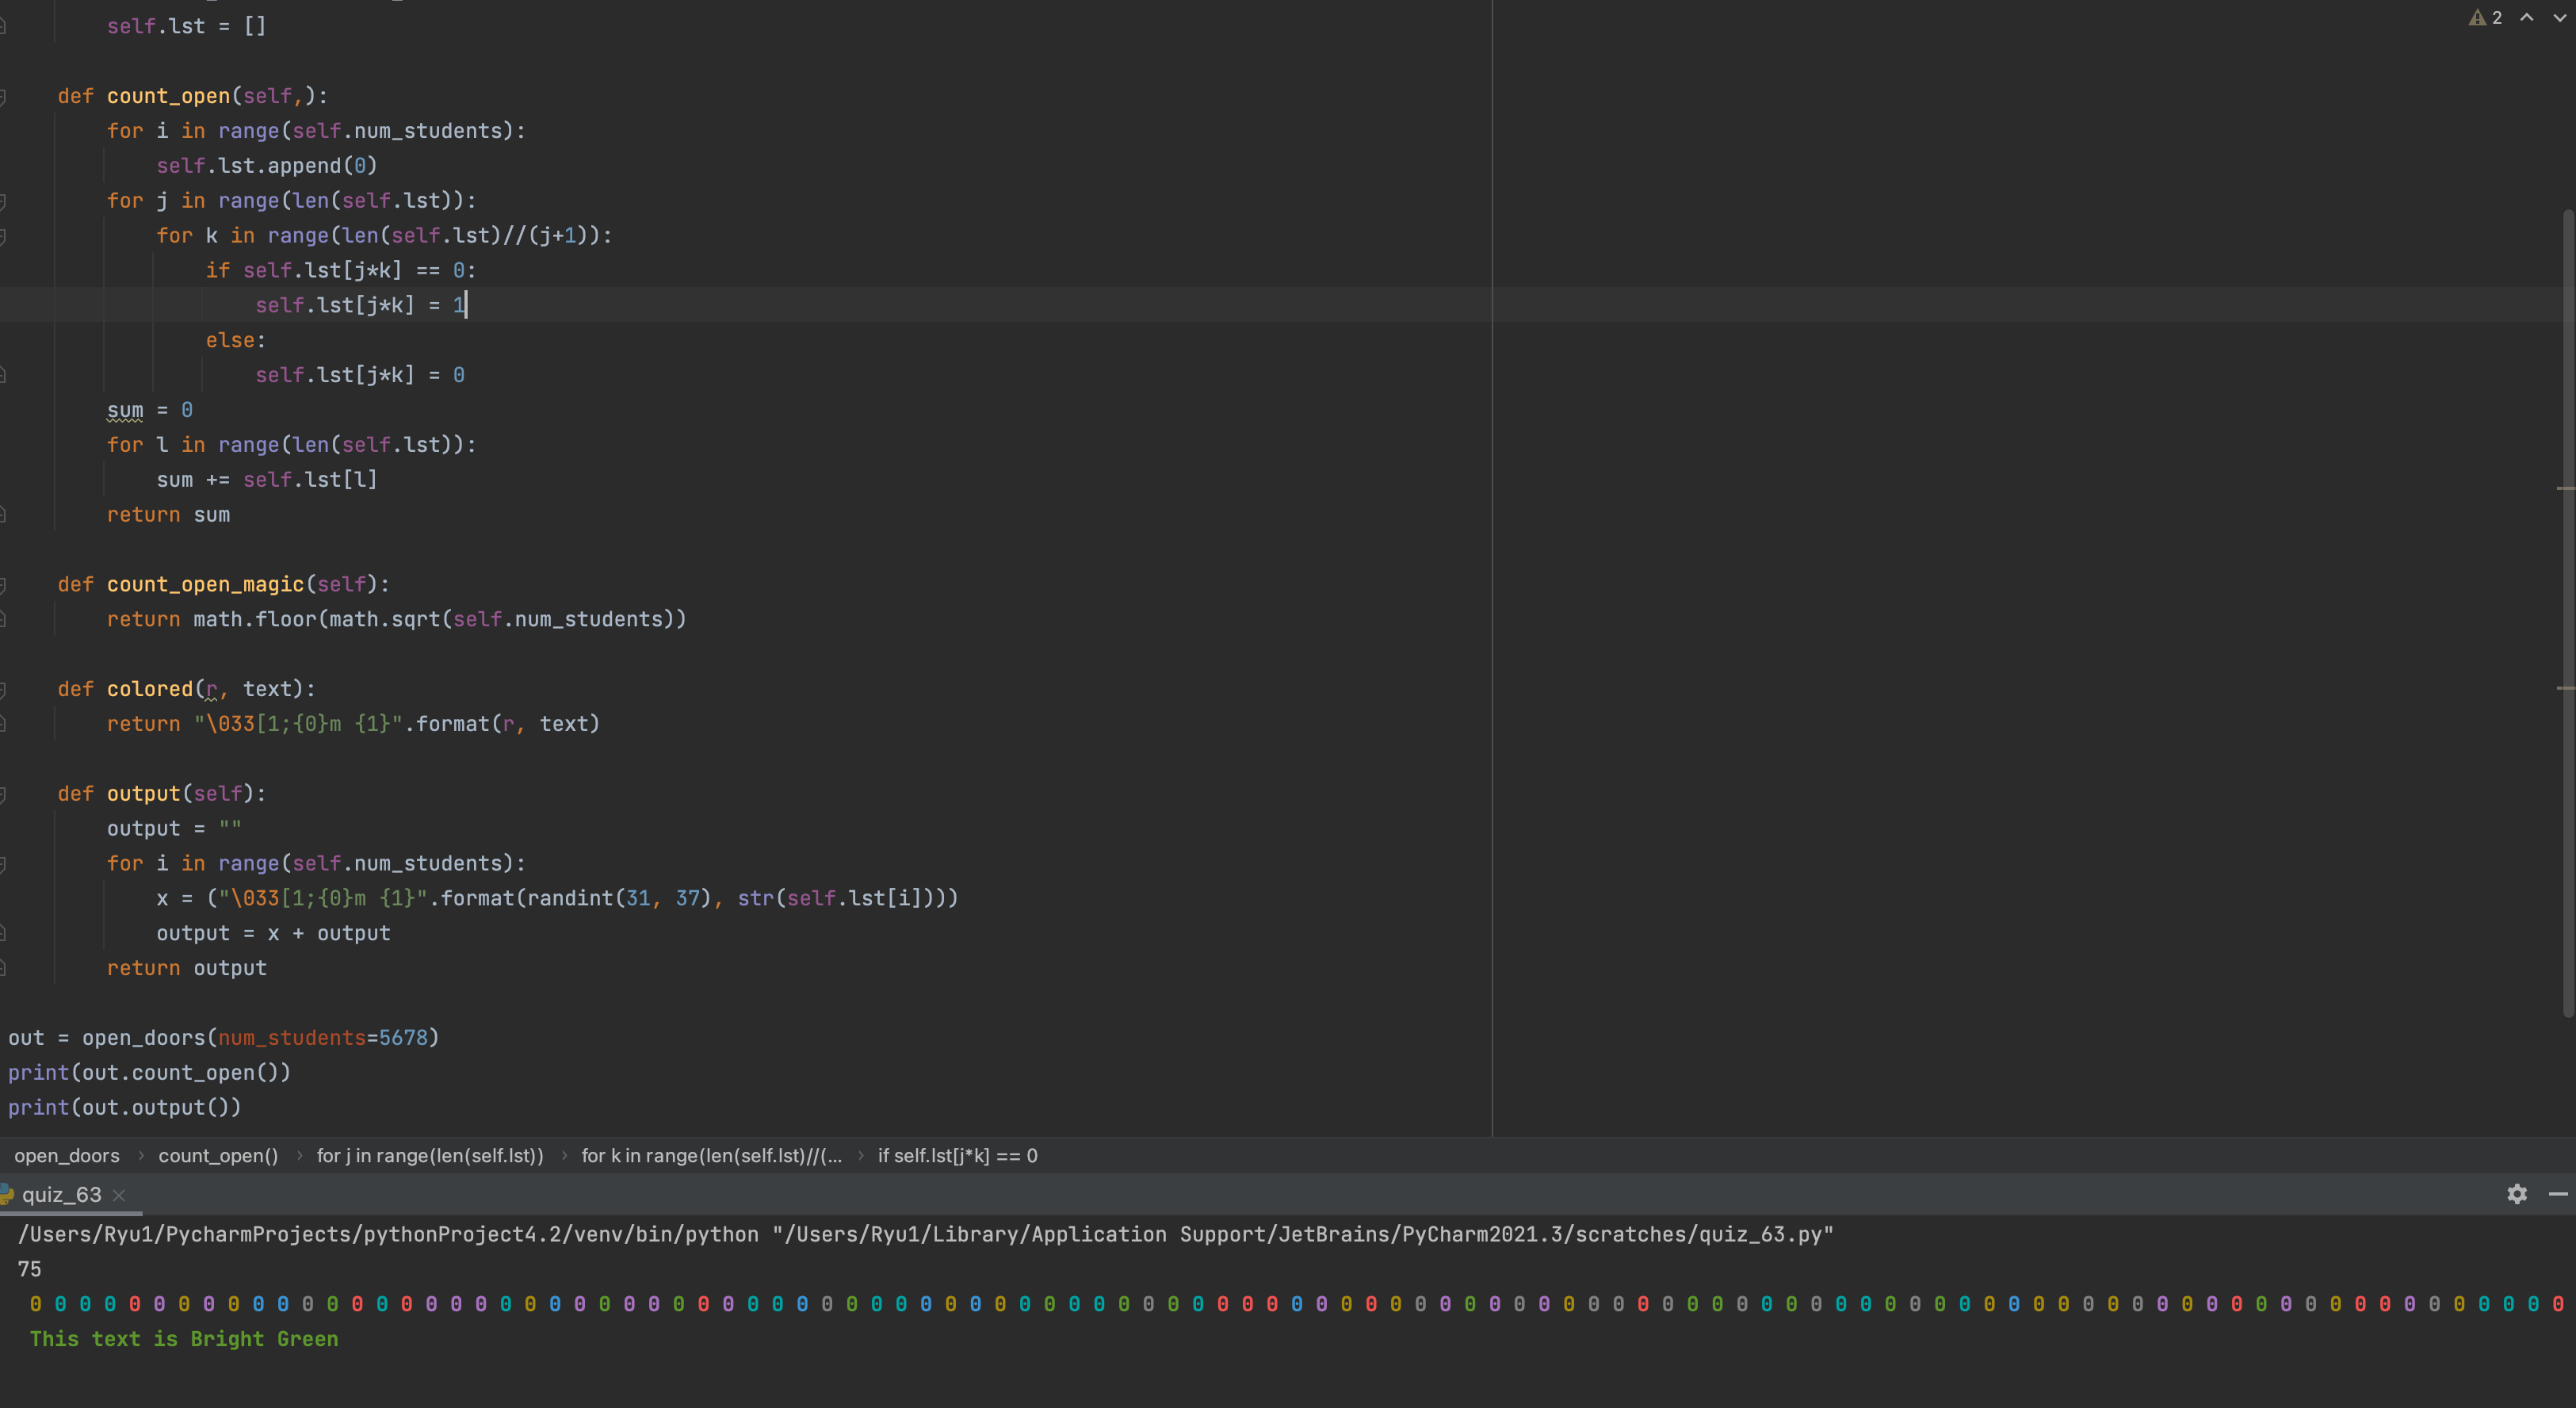 2
self.lst = []
def count_open(self,):
for i in range(self.num_students):
self.lst.append(0)
for j in range(len(self.lst)):
for k in range(len(self.lst)//(j+1)):
if self.lst[j*k] == 0:
self.lst[j*k] = 1
else:
self.lst[j*k] = 0
sum = 0
for l in range(len(self.lst)):
sum += self.lst[l]
return sum
def count_open_magic(self):
return math.floor(math.sqrt(self.num_students))
def colored(r, text):
return "\033[1;{0}m {1}".format(r, text)
def output(self):
output = ""
for i in range(self.num_students):
x = ("\033[1;{0}m {1}".format(randint(31, 37), str(self.lst[i])))
output = x + output
return output
out = open_doors(num_students=5678)
print(out.count_open())
print(out.output())
open_doors › count_open() › for j in range(len(self.lst)) › for k in range(len(self.lst)//(... › if self.lst[j*k] == 0
quiz_63
/Users/Ryu1/PycharmProjects/pythonProject4.2/venv/bin/python "/Users/Ryu1/Library/Application Support/JetBrains/PyCharm2021.3/scratches/quiz_63.py"
75
0 0 0 0 0 0 0 0 0 0 0 0 0 0 0 0 0 0 0 0 0 0 0 0 0 0 0 0 0 0 0 0 0 0 0 0 0 0 0 0 0 0 0 0 0 0 0 0 0 0 0 0 0 0 0 0 0 0 0 0 0 0 0 0 0 0 0 0 0 0 0 0 0 0 0 0 0 0 0 0 0 0 0 0 0 0 0 0 0 0 0 0 0 0 0 0 0 0 0 0 0 0 0
This text is Bright Green